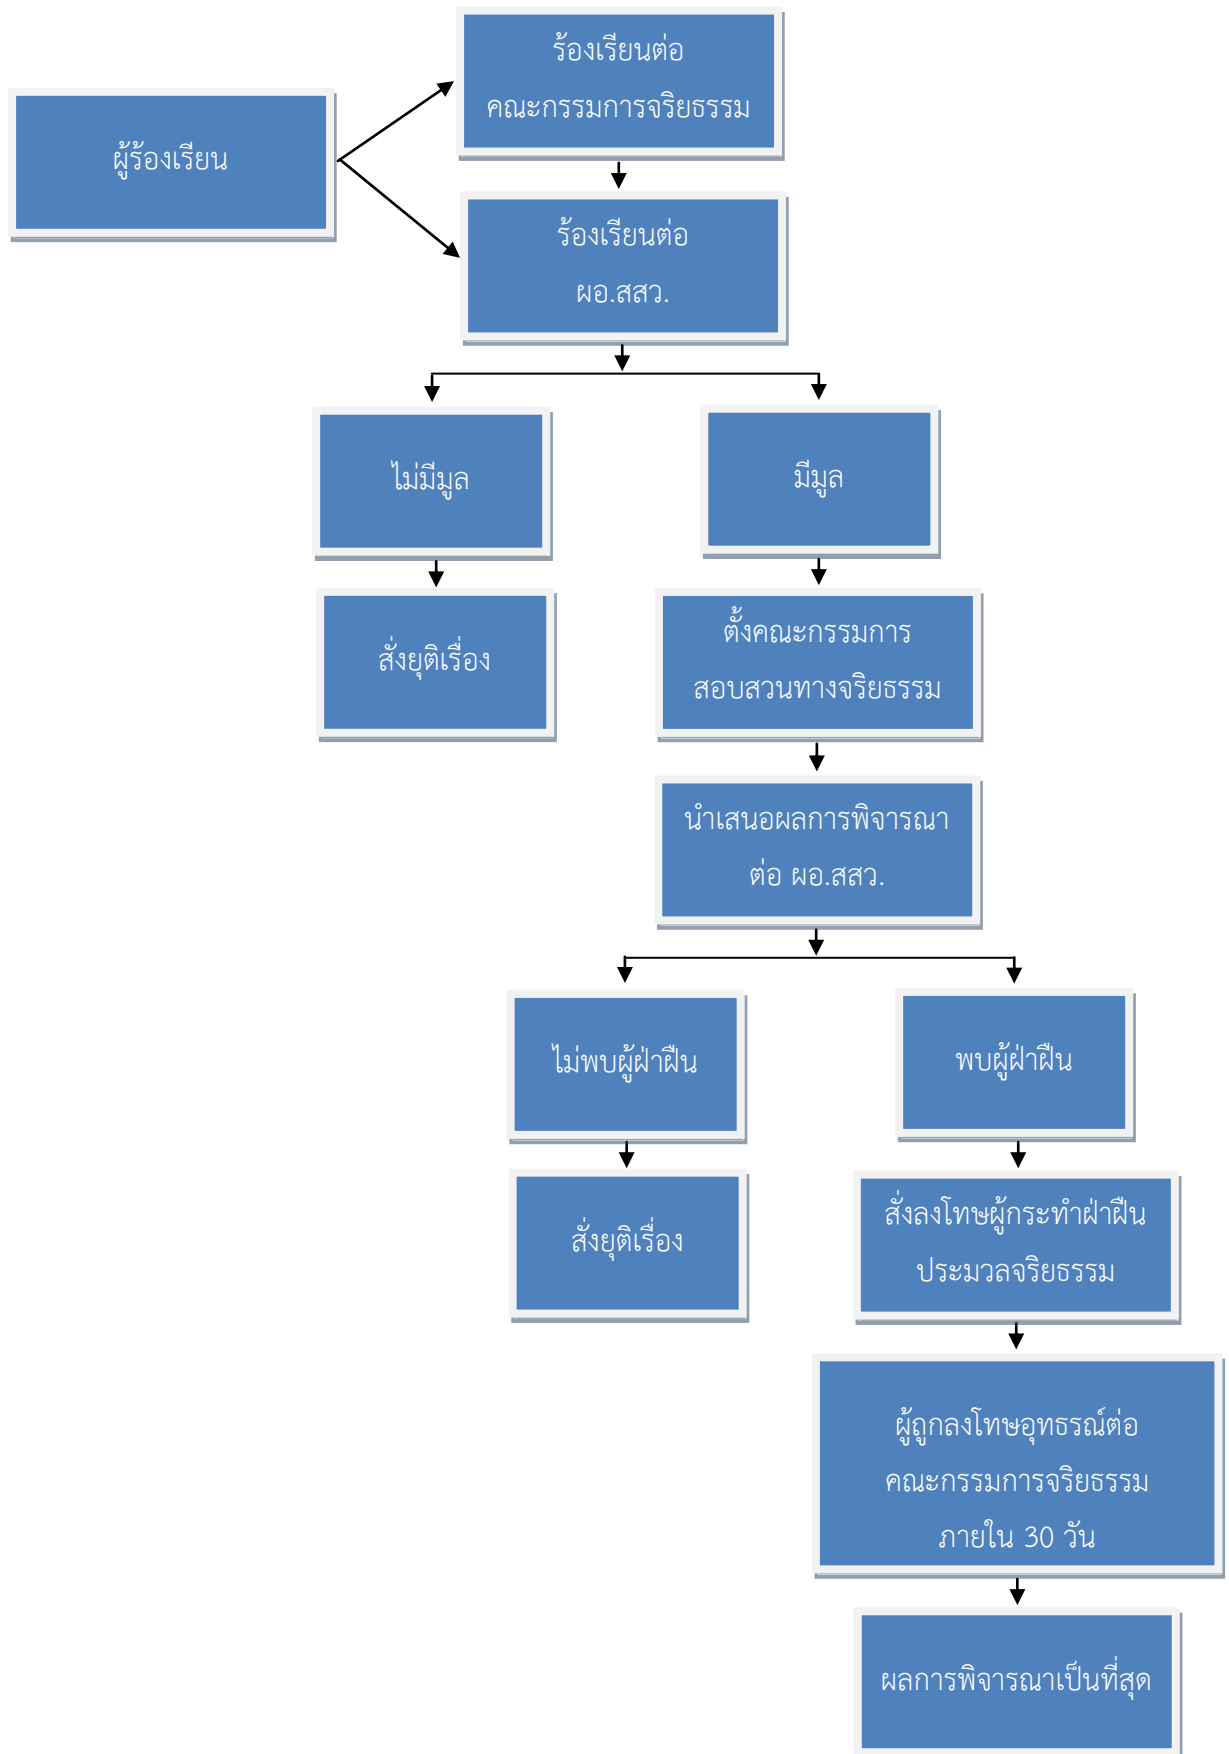 ร้องเรียนต่อ
คณะกรรมการจริยธรรม
ผู้ร้องเรียน
ร้องเรียนต่อ
ผอ.สสว.
ไม่มีมูล
มีมูล
สั่งยุติเรื่อง
ตั้งคณะกรรมการ
สอบสวนทางจริยธรรม
นำเสนอผลการพิจารณา
ต่อ ผอ.สสว.
ไม่พบผู้ฝ่าฝืน
พบผู้ฝ่าฝืน
สั่งยุติเรื่อง
สั่งลงโทษผู้กระทำฝ่าฝืน
ประมวลจริยธรรม
ผู้ถูกลงโทษอุทธรณ์ต่อ
คณะกรรมการจริยธรรม
ภายใน 30 วัน
ผลการพิจารณาเป็นที่สุด